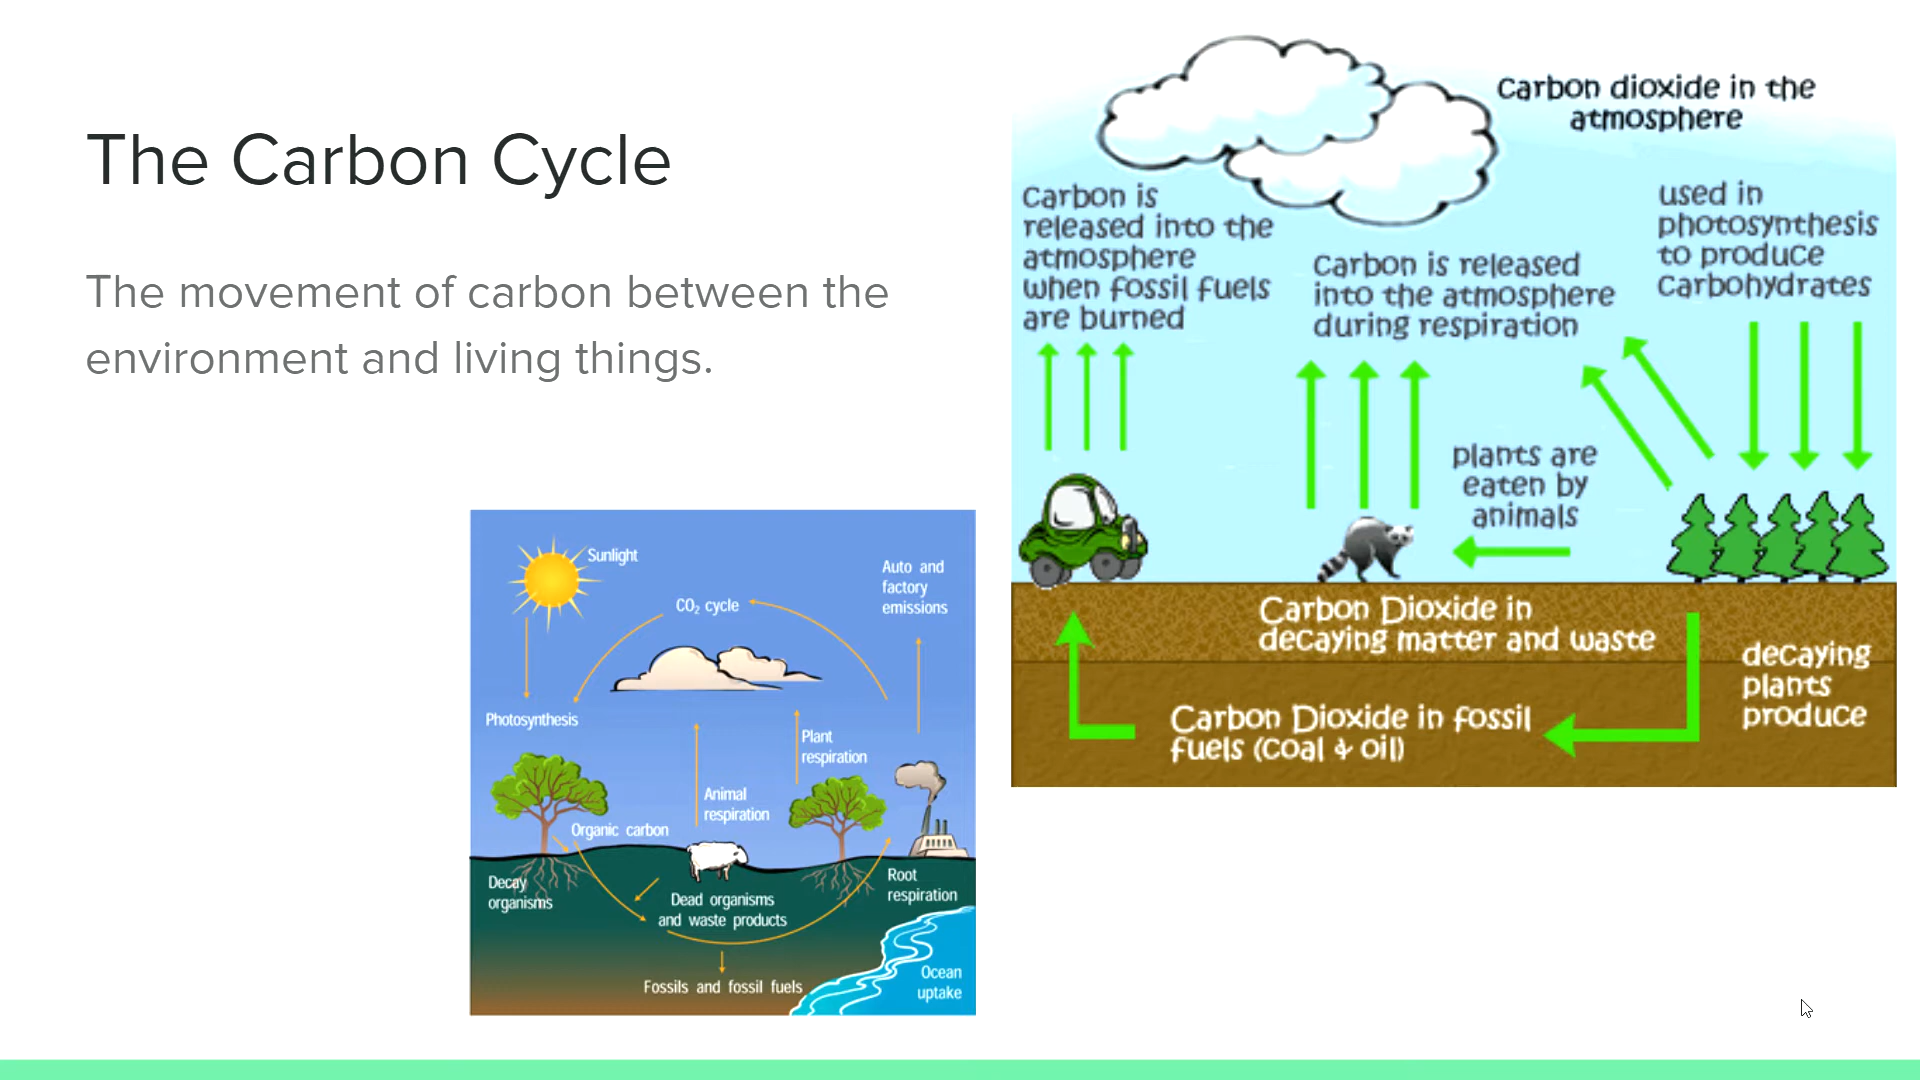 The Carbon Cycle
The movement of carbon between the
environment and living things.
Sunlight
Auto and
factory
emissions
CO₂ cycle
Photosynthesis
Plant
respiration
Animal
respiration
Organic carbon
Decay
organisms
Dead organisms
and waste products
Root
respiration
Fossils and fossil fuels
Ocean
uptake
Carbon dioxide in the
atmosphere
Carbon is
released into the
atmosphere
when fossil fuels
are burned
Carbon is released
into the atmosphere
during respiration
used in
photosynthesis
to produce
carbohydrates
plants are
eaten by
animals
Carbon Dioxide in
decaying matter and waste
decaying
plants
produce
Carbon Dioxide in fossil
fuels (coal & oil)